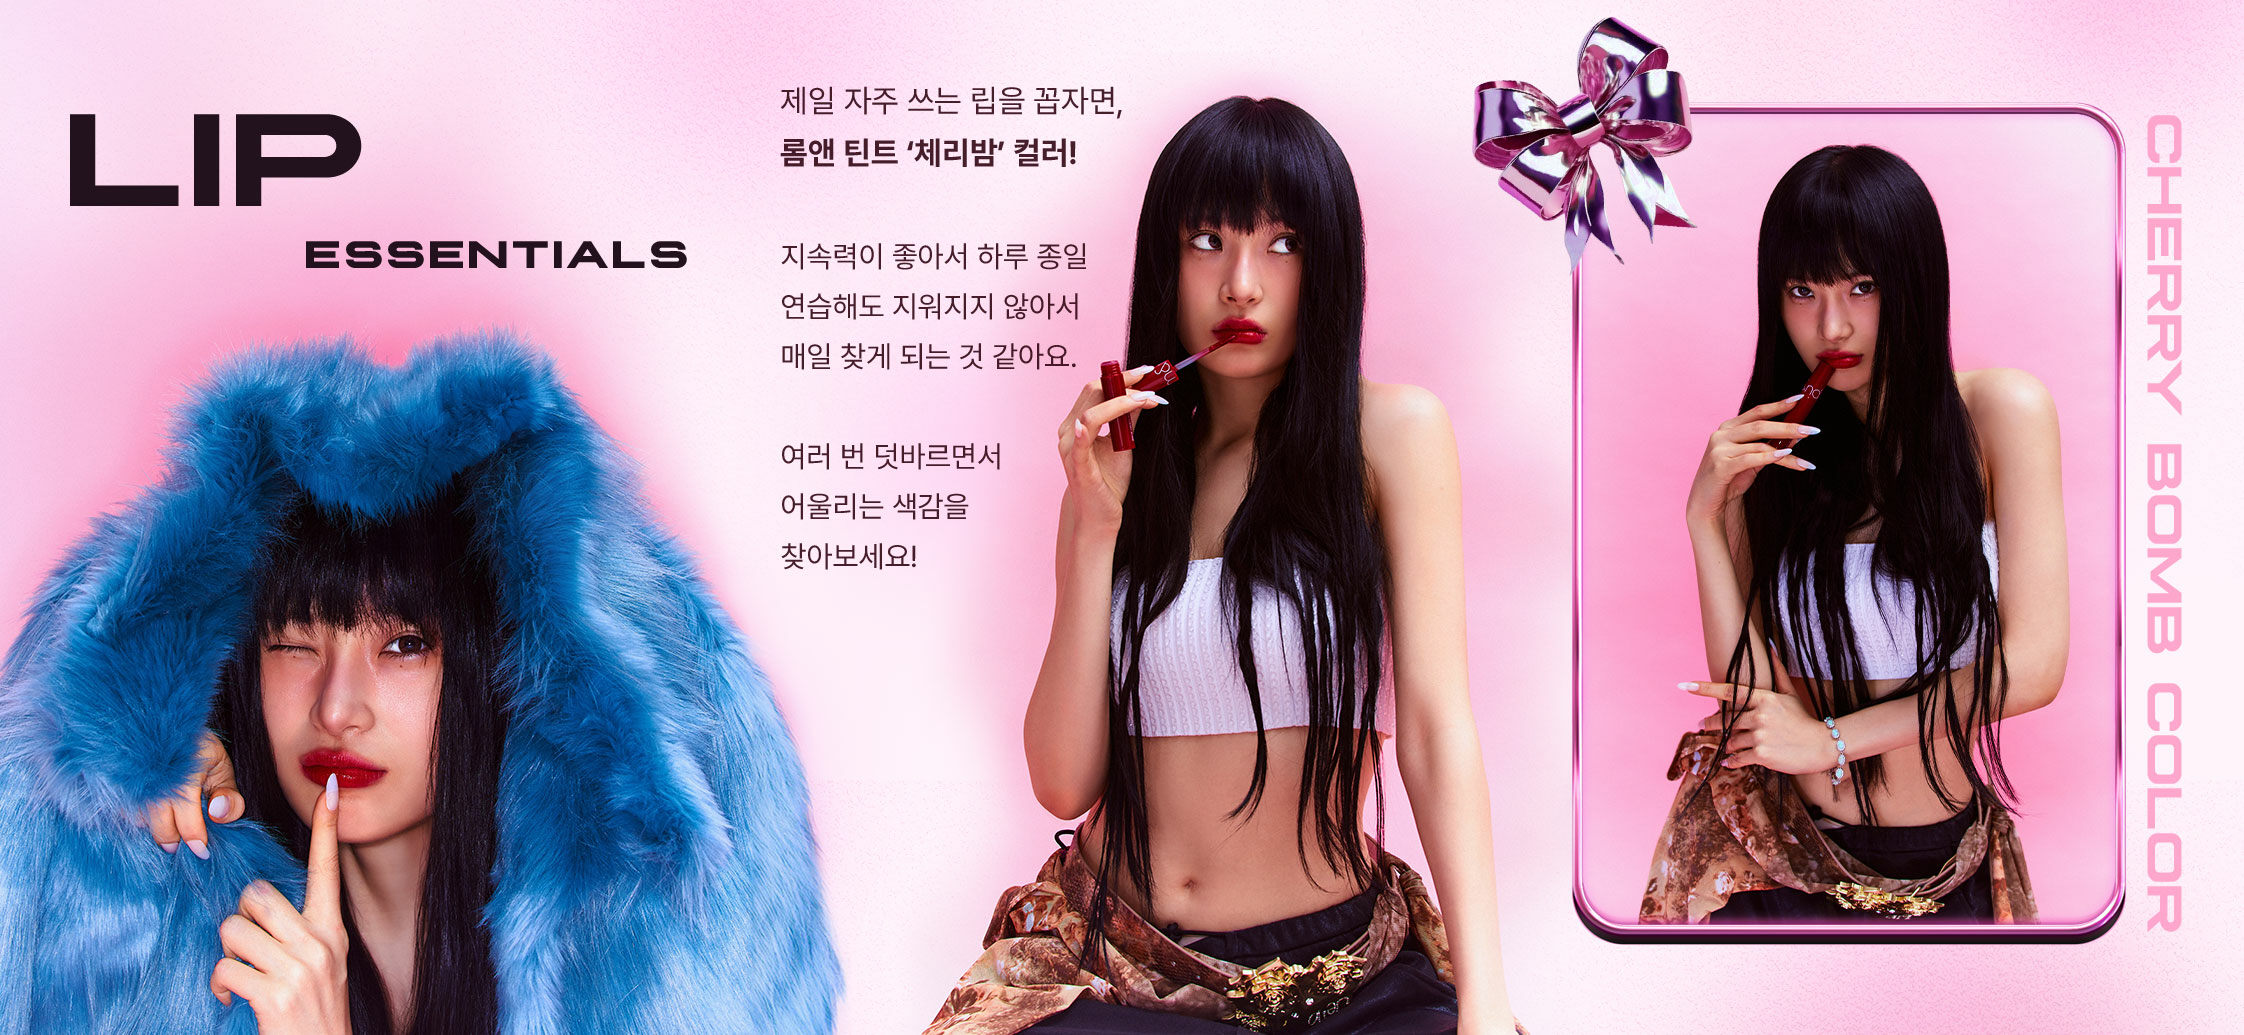 LIP
ESSENTIALS
제일 자주 쓰는 립을 꼽자면,
롬앤 틴트 ‘체리밤’ 컬러!
지속력이 좋아서 하루 종일
연습해도 지워지지 않아서
매일 찾게 되는 것 같아요.
여러 번 덧바르면서
어울리는 색감을
찾아보세요!
CHERRY BOMB COLOR